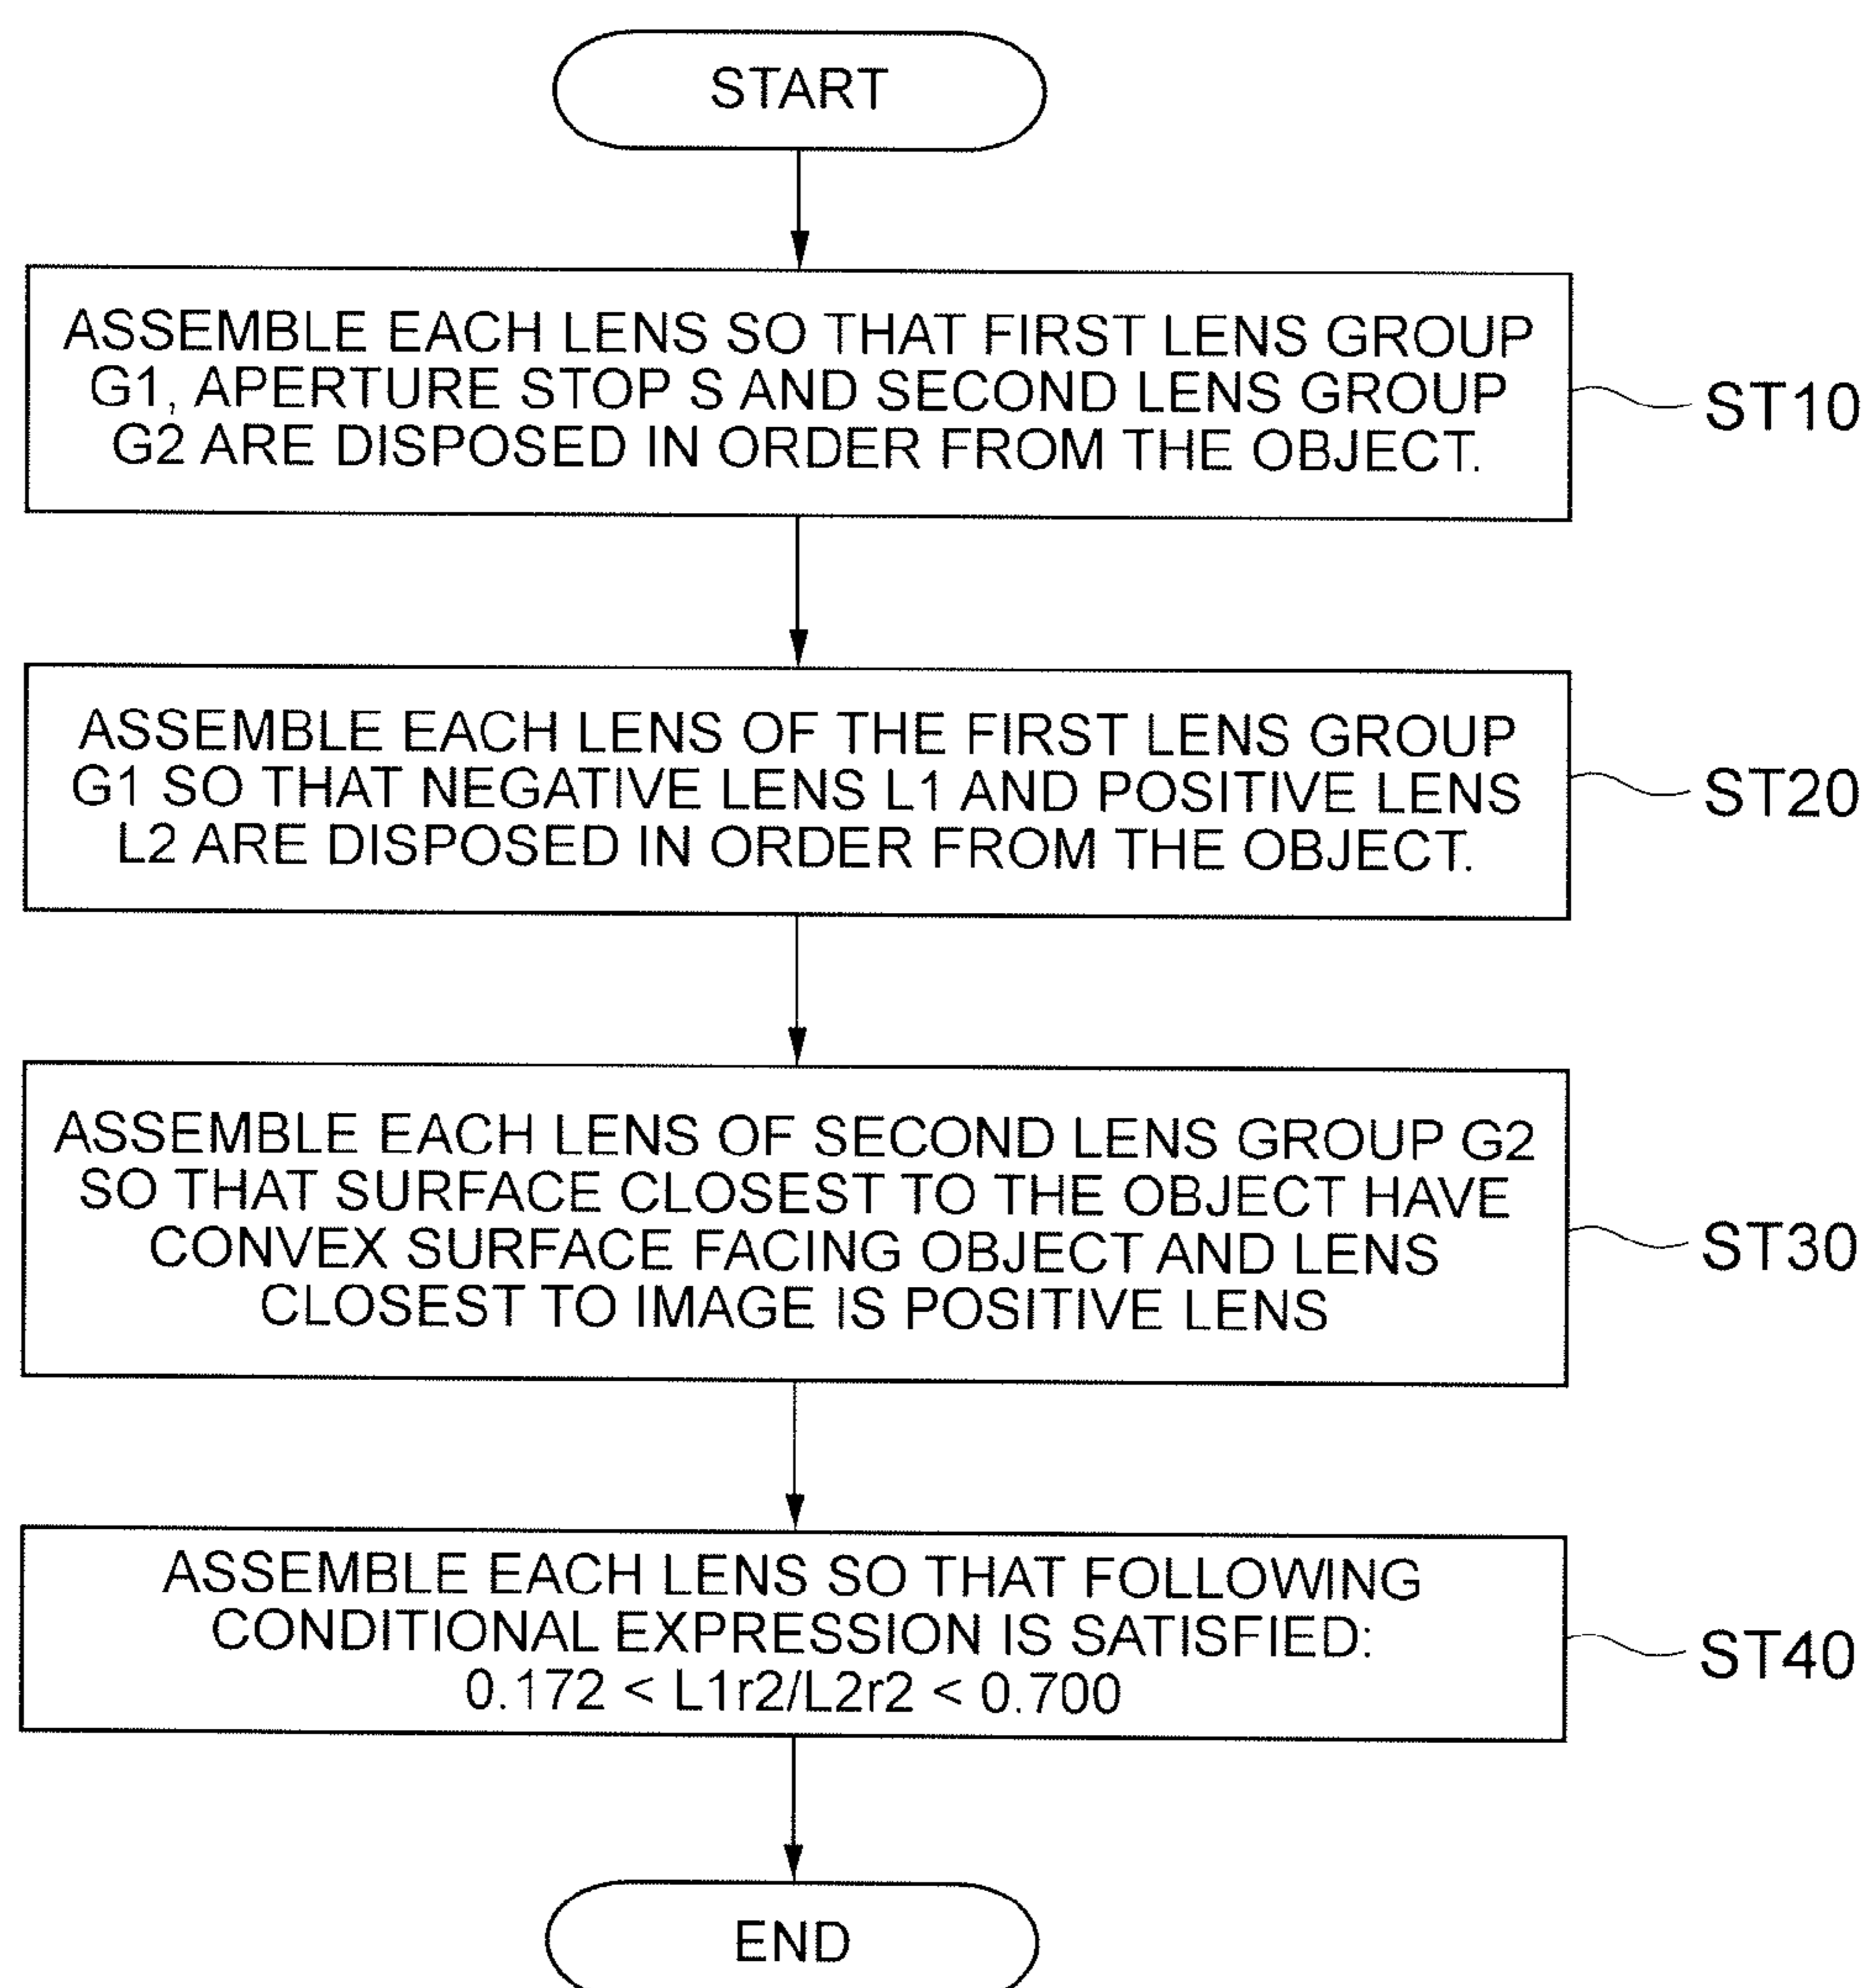 START
ASSEMBLE EACH LENS SO THAT FIRST LENS GROUP
G1, APERTURE STOP S AND SECOND LENS GROUP
G2 ARE DISPOSED IN ORDER FROM THE OBJECT.
ST10
ASSEMBLE EACH LENS OF THE FIRST LENS GROUP
G1 SO THAT NEGATIVE LENS L1 AND POSITIVE LENS
L2 ARE DISPOSED IN ORDER FROM THE OBJECT.
ST20
ASSEMBLE EACH LENS OF SECOND LENS GROUP G2
SO THAT SURFACE CLOSEST TO THE OBJECT HAVE
CONVEX SURFACE FACING OBJECT AND LENS
CLOSEST TO IMAGE IS POSITIVE LENS
ST30
ASSEMBLE EACH LENS SO THAT FOLLOWING
CONDITIONAL EXPRESSION IS SATISFIED:
0.172 < L1r2/L2r2 < 0.700
ST40
END